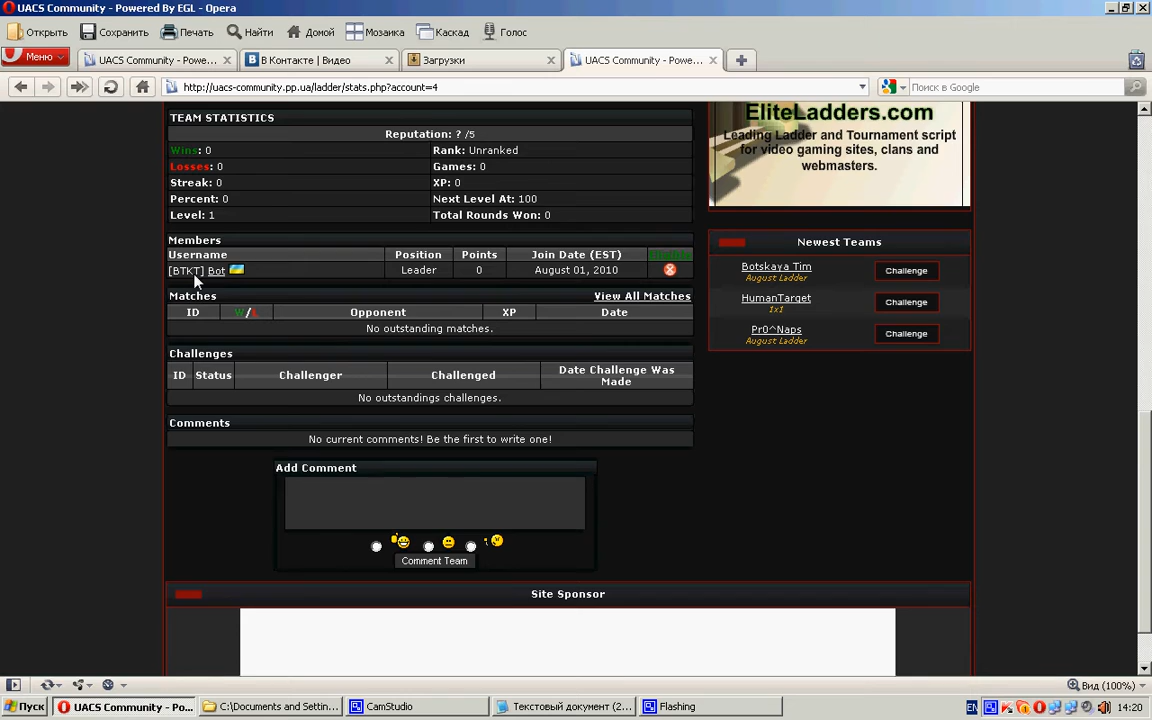 UACS Community - Powered By EGL - Opera
Открыть Сохранить Печать Найти Домой Мозаика Каскад Голос
Меню UACS Community - Powe... В Контакте | Видео Загрузки UACS Community - Powe...
http://uacs-community.pp.ua/ladder/stats.php?account=4 Поиск в Google
TEAM STATISTICS
Reputation: ? /5
Wins: 0 Rank: Unranked
Losses: 0 Games: 0
Streak: 0 XP: 0
Percent: 0 Next Level At: 100
Level: 1 Total Rounds Won: 0
Members
Username Position Points Join Date (EST)
[BTKT] Bot Leader 0 August 01, 2010
Matches View All Matches
ID W/L Opponent XP Date
No outstanding matches.
Challenges
ID Status Challenger Challenged Date Challenge Was
Made
No outstandings challenges.
Comments
No current comments! Be the first to write one!
Add Comment
Comment Team
EliteLadders.com
Leading Ladder and Tournament script
for video gaming sites, clans and
webmasters.
Newest Teams
Botskaya Tim Challenge
August Ladder
HumanTarget Challenge
1x1
Pr0^Naps Challenge
August Ladder
Site Sponsor
Вид (100%)
Пуск UACS Community - Po... C:\Documents and Settin... CamStudio Текстовый документ (2... Flashing EN 14:20